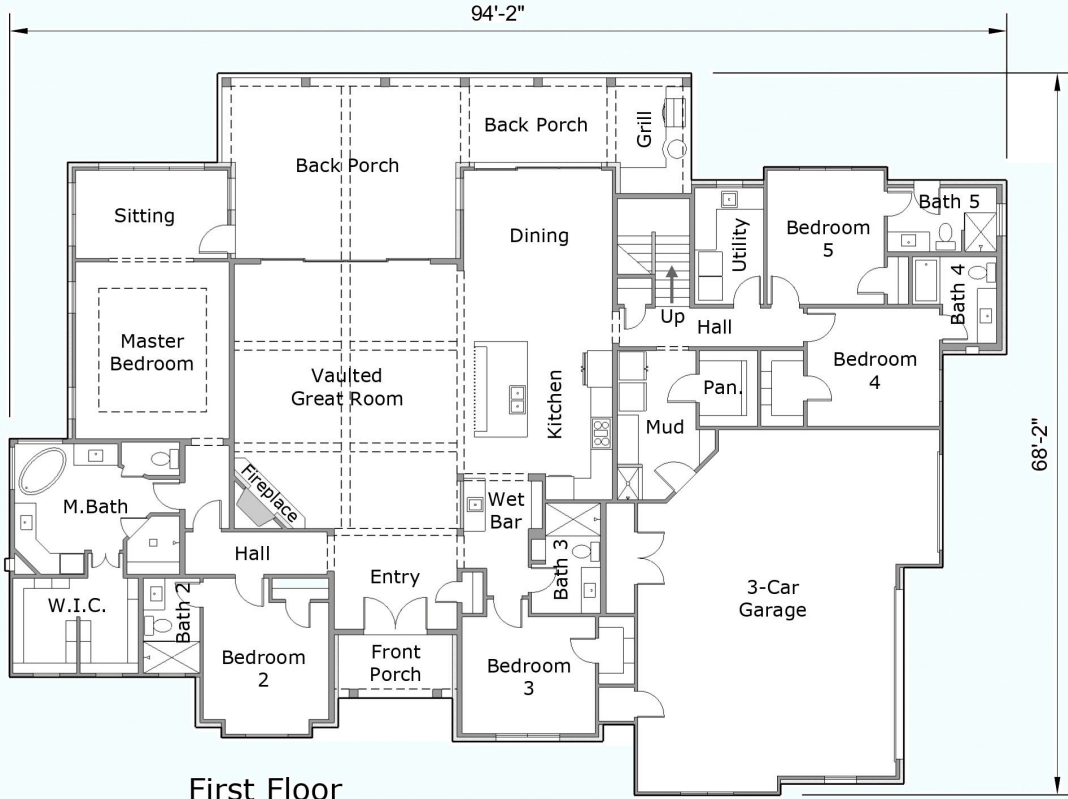 94'-2"
68'-2"
Back Porch
Back Porch
Grill
Sitting
Dining
Utility
Bedroom
5
Bath 5
Bath 4
Up
Hall
Master
Bedroom
Vaulted
Great Room
Kitchen
Pan.
Bedroom
4
Mud
Fireplace
M.Bath
Wet
Bar
Hall
Entry
Bath 3
3-Car
Garage
W.I.C.
Bath 2
Bedroom
2
Front
Porch
Bedroom
3
First Floor